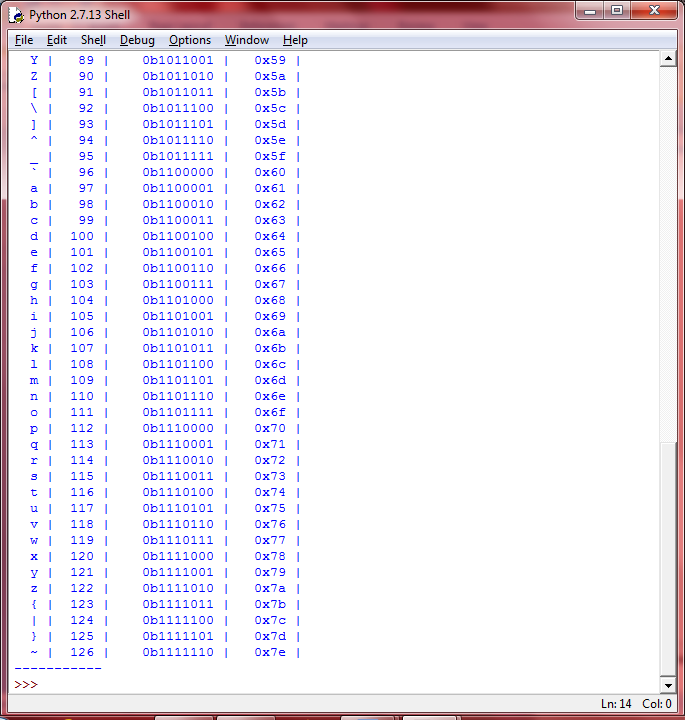 Python 2.7.13 Shell
File Edit Shell Debug Options Window Help
Y | 89 | 0b1011001 | 0x59 |
Z | 90 | 0b1011010 | 0x5a |
[ | 91 | 0b1011011 | 0x5b |
\ | 92 | 0b1011100 | 0x5c |
] | 93 | 0b1011101 | 0x5d |
^ | 94 | 0b1011110 | 0x5e |
_ | 95 | 0b1011111 | 0x5f |
` | 96 | 0b1100000 | 0x60 |
a | 97 | 0b1100001 | 0x61 |
b | 98 | 0b1100010 | 0x62 |
c | 99 | 0b1100011 | 0x63 |
d | 100 | 0b1100100 | 0x64 |
e | 101 | 0b1100101 | 0x65 |
f | 102 | 0b1100110 | 0x66 |
g | 103 | 0b1100111 | 0x67 |
h | 104 | 0b1101000 | 0x68 |
i | 105 | 0b1101001 | 0x69 |
j | 106 | 0b1101010 | 0x6a |
k | 107 | 0b1101011 | 0x6b |
l | 108 | 0b1101100 | 0x6c |
m | 109 | 0b1101101 | 0x6d |
n | 110 | 0b1101110 | 0x6e |
o | 111 | 0b1101111 | 0x6f |
p | 112 | 0b1110000 | 0x70 |
q | 113 | 0b1110001 | 0x71 |
r | 114 | 0b1110010 | 0x72 |
s | 115 | 0b1110011 | 0x73 |
t | 116 | 0b1110100 | 0x74 |
u | 117 | 0b1110101 | 0x75 |
v | 118 | 0b1110110 | 0x76 |
w | 119 | 0b1110111 | 0x77 |
x | 120 | 0b1111000 | 0x78 |
y | 121 | 0b1111001 | 0x79 |
z | 122 | 0b1111010 | 0x7a |
{ | 123 | 0b1111011 | 0x7b |
| | 124 | 0b1111100 | 0x7c |
} | 125 | 0b1111101 | 0x7d |
~ | 126 | 0b1111110 | 0x7e |
-----------
>>>
Ln: 14 Col: 0